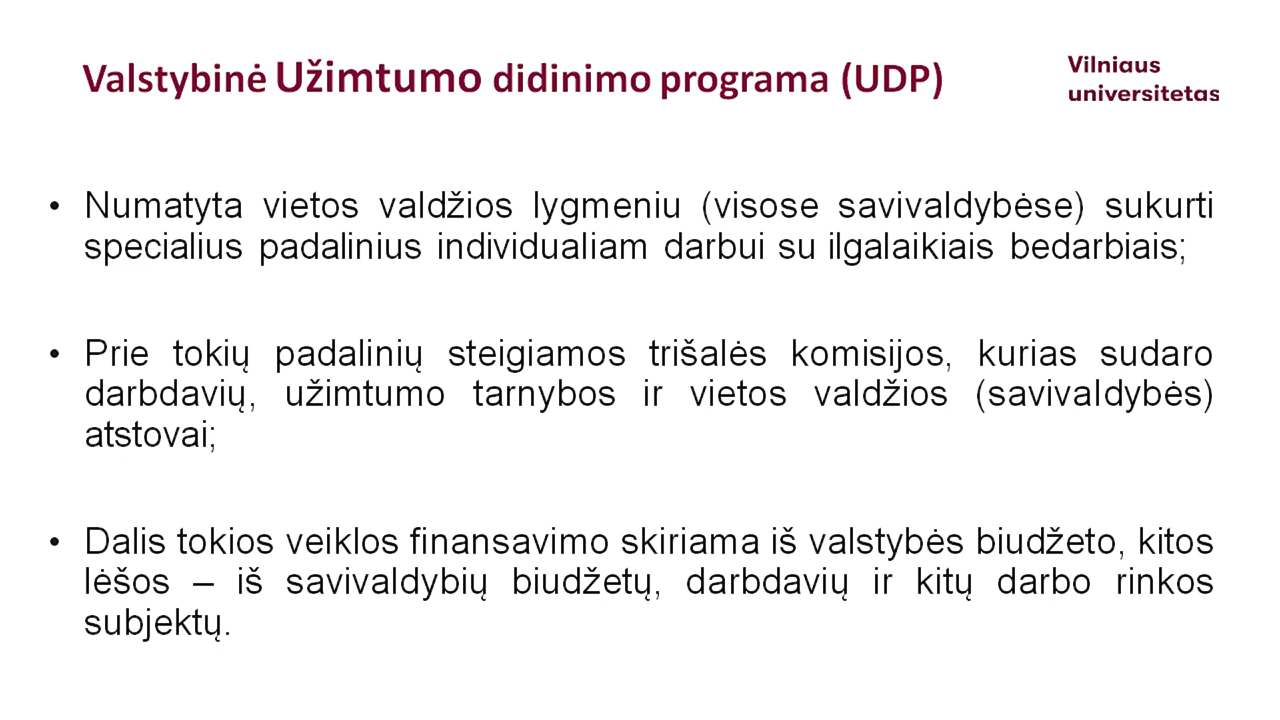 Valstybinė Užimtumo didinimo programa (UDP)
Vilniaus
universitetas
• Numatyta vietos valdžios lygmeniu (visose savivaldybėse) sukurti
specialius padalinius individualiam darbui su ilgalaikiais bedarbiais;
• Prie tokių padalinių steigiamos trišalės komisijos, kurias sudaro
darbdavių, užimtumo tarnybos ir vietos valdžios (savivaldybės)
atstovai;
• Dalis tokios veiklos finansavimo skiriama iš valstybės biudžeto, kitos
lėšos – iš savivaldybių biudžetų, darbdavių ir kitų darbo rinkos
subjektų.